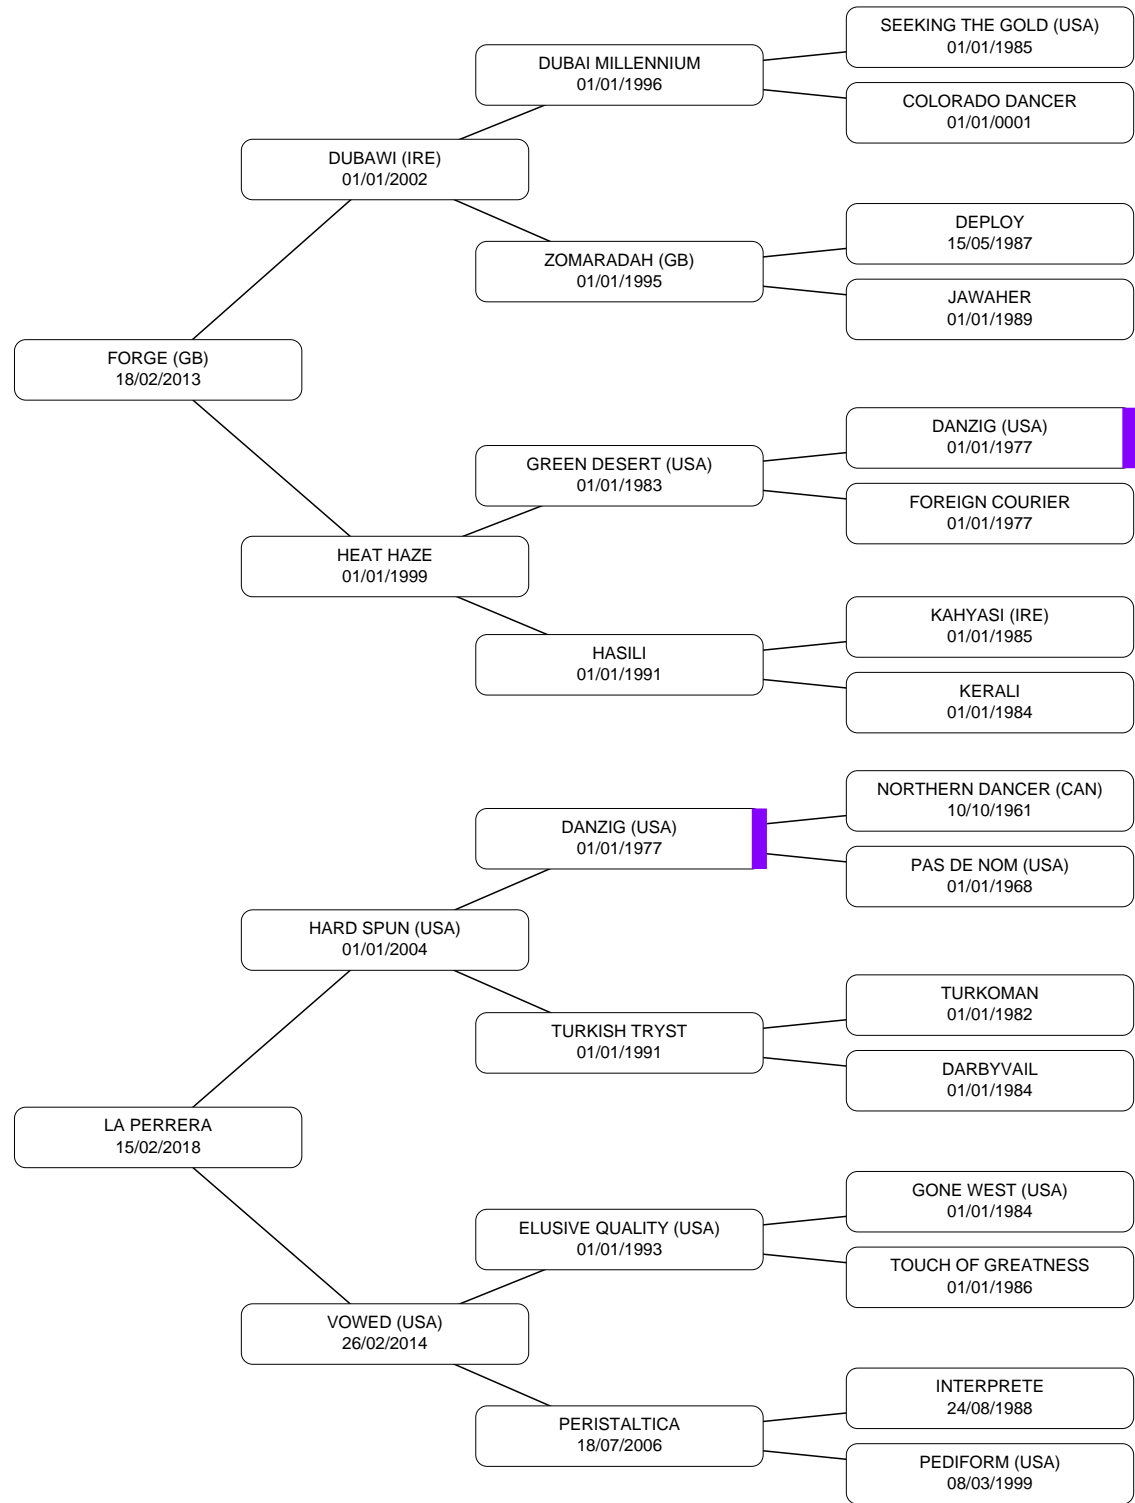 SEEKING THE GOLD (USA)
01/01/1985
DUBAI MILLENNIUM
01/01/1996
COLORADO DANCER
01/01/0001
DUBAWI (IRE)
01/01/2002
DEPLOY
15/05/1987
ZOMARADAH (GB)
01/01/1995
JAWAHER
01/01/1989
FORGE (GB)
18/02/2013
DANZIG (USA)
01/01/1977
GREEN DESERT (USA)
01/01/1983
FOREIGN COURIER
01/01/1977
HEAT HAZE
01/01/1999
KAHYASI (IRE)
01/01/1985
HASILI
01/01/1991
KERALI
01/01/1984
NORTHERN DANCER (CAN)
10/10/1961
DANZIG (USA)
01/01/1977
PAS DE NOM (USA)
01/01/1968
HARD SPUN (USA)
01/01/2004
TURKOMAN
01/01/1982
TURKISH TRYST
01/01/1991
DARBYVAIL
01/01/1984
LA PERRERA
15/02/2018
GONE WEST (USA)
01/01/1984
ELUSIVE QUALITY (USA)
01/01/1993
TOUCH OF GREATNESS
01/01/1986
VOWED (USA)
26/02/2014
INTERPRETE
24/08/1988
PERISTALTICA
18/07/2006
PEDIFORM (USA)
08/03/1999